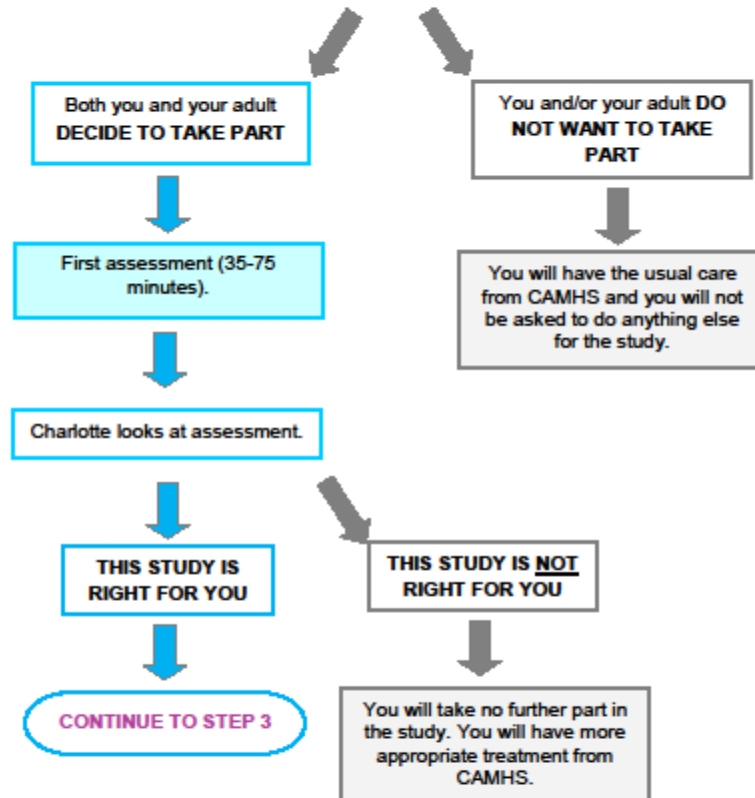 Both you and your adult
DECIDE TO TAKE PART
You and/or your adult DO
NOT WANT TO TAKE
PART
First assessment (35-75
minutes).
You will have the usual care
from CAMHS and you will not
be asked to do anything else
for the study.
Charlotte looks at assessment.
THIS STUDY IS
RIGHT FOR YOU
THIS STUDY IS NOT
RIGHT FOR YOU
CONTINUE TO STEP 3
You will take no further part in
the study. You will have more
appropriate treatment from
CAMHS.